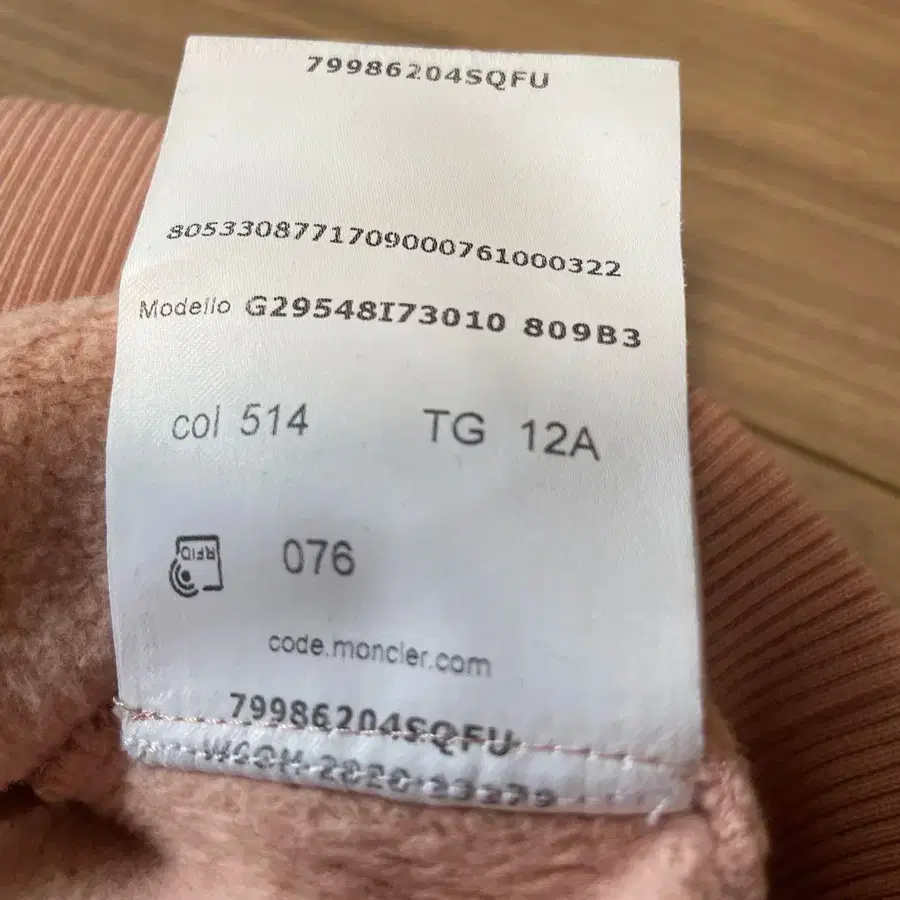 79986204SQFU
8053308771709000761000322
Modello G29548I73010 809B3
col 514 TG 12A
RFID 076
code.moncler.com
79986204SQFU